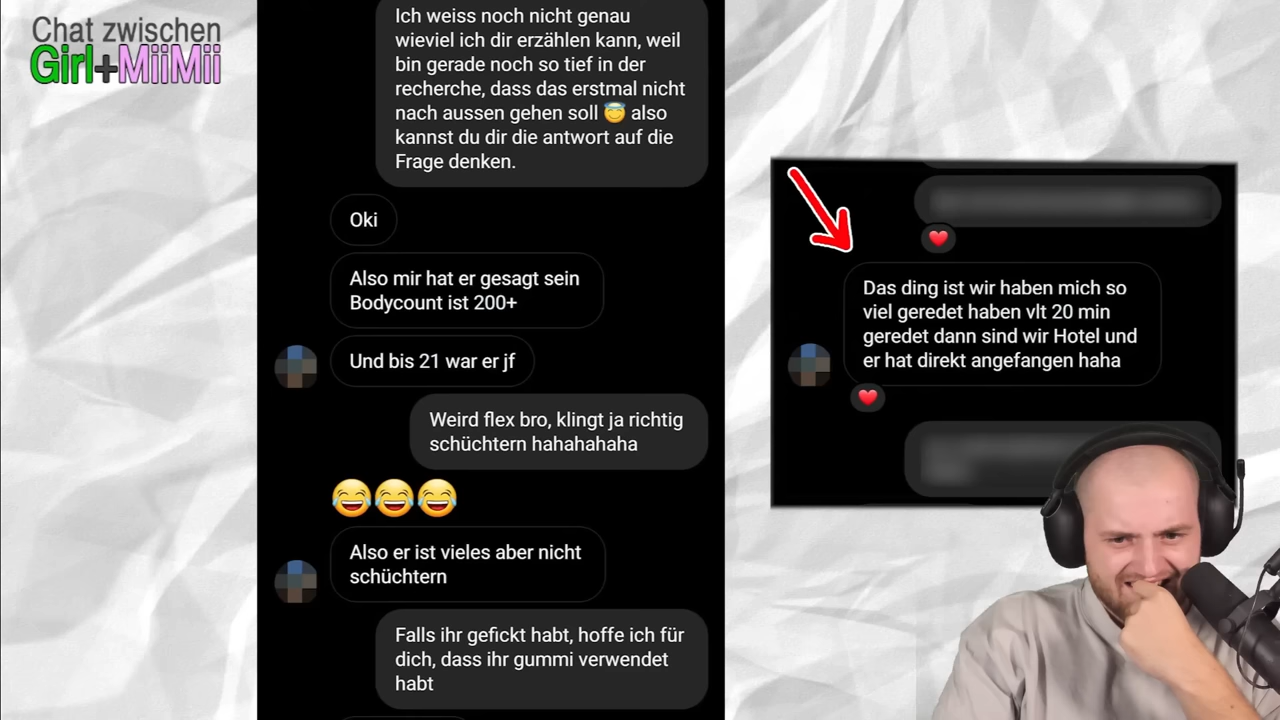 Chat zwischen
Girl+MiiMii
Ich weiss noch nicht genau
wieviel ich dir erzählen kann, weil
bin gerade noch so tief in der
recherche, dass das erstmal nicht
nach aussen gehen soll 😇 also
kannst du dir die antwort auf die
Frage denken.
Oki
Also mir hat er gesagt sein
Bodycount ist 200+
Und bis 21 war er jf
Weird flex bro, klingt ja richtig
schüchtern hahahahaha
😂😂😂
Also er ist vieles aber nicht
schüchtern
Falls ihr gefickt habt, hoffe ich für
dich, dass ihr gummi verwendet
habt
Das ding ist wir haben mich so
viel geredet haben vlt 20 min
geredet dann sind wir Hotel und
er hat direkt angefangen haha